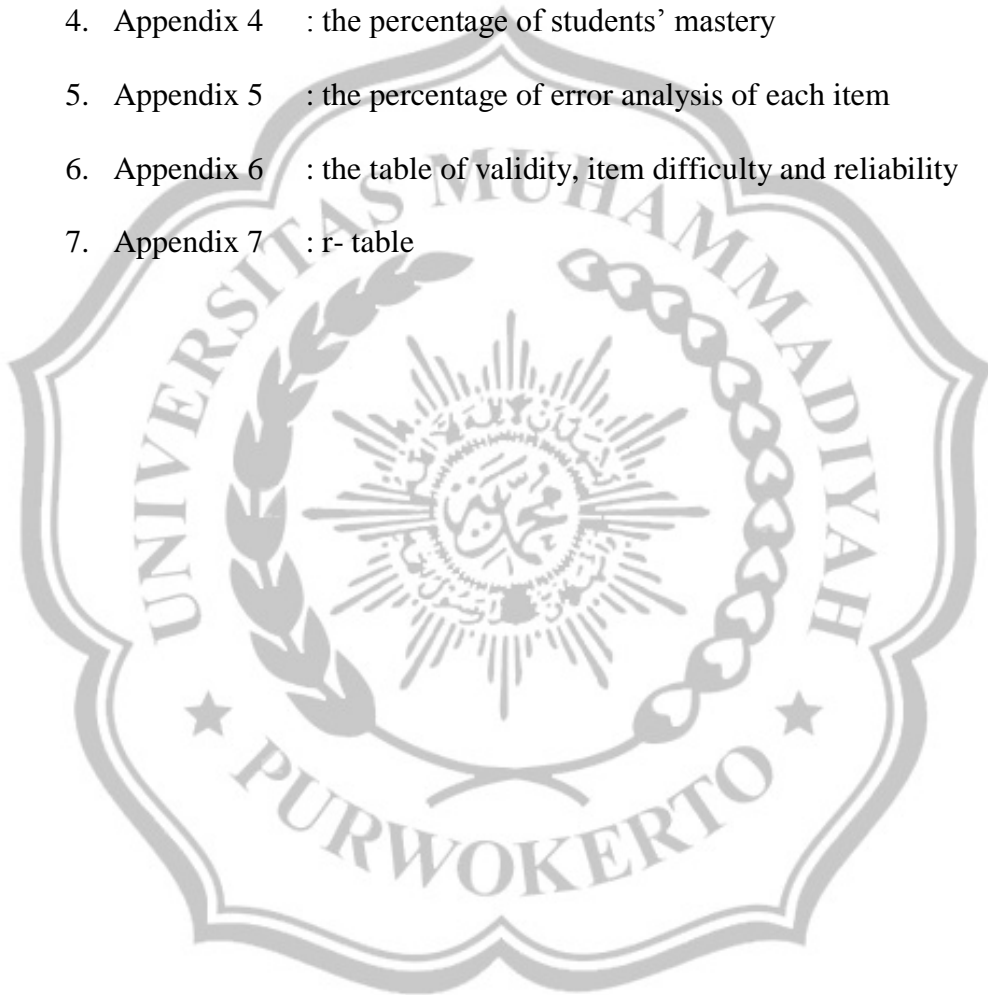 4. Appendix 4 : the percentage of students’ mastery
5. Appendix 5 : the percentage of error analysis of each item
6. Appendix 6 : the table of validity, item difficulty and reliability
7. Appendix 7 : r- table
UNIVERSITAS MUHAMMADIYAH
PURWOKERTO